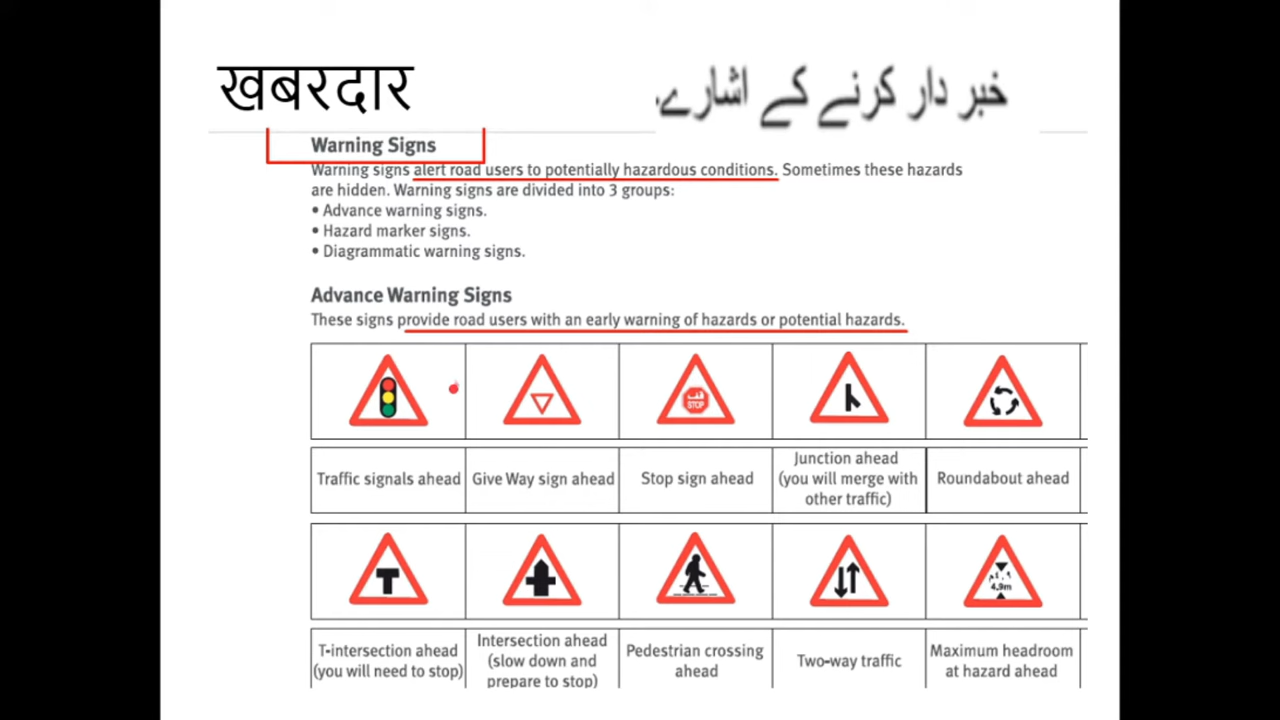 खबरदार
خبر دار کرنے کے اشارے.
Warning Signs
Warning signs alert road users to potentially hazardous conditions. Sometimes these hazards
are hidden. Warning signs are divided into 3 groups:
• Advance warning signs.
• Hazard marker signs.
• Diagrammatic warning signs.
Advance Warning Signs
These signs provide road users with an early warning of hazards or potential hazards.
قف
STOP
Traffic signals ahead
Give Way sign ahead
Stop sign ahead
Junction ahead
(you will merge with
other traffic)
Roundabout ahead
4.9m
T-intersection ahead
(you will need to stop)
Intersection ahead
(slow down and
prepare to stop)
Pedestrian crossing
ahead
Two-way traffic
Maximum headroom
at hazard ahead